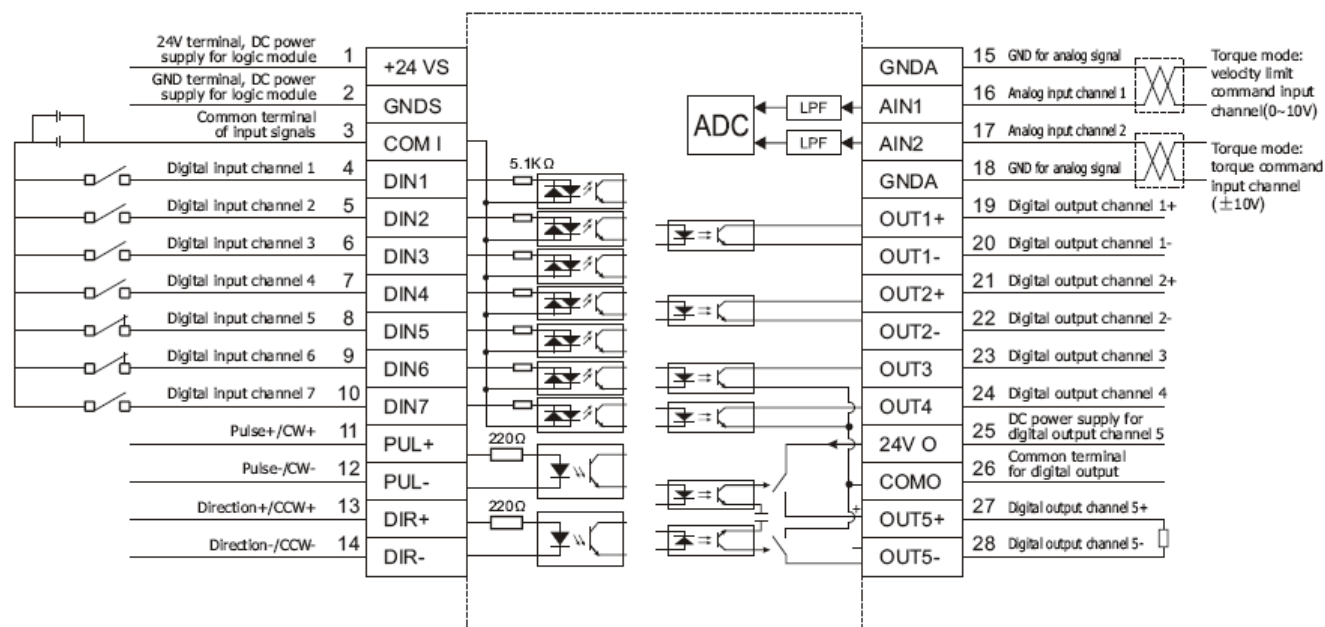 24V terminal, DC power
supply for logic module
1
+24 VS
GND terminal, DC power
supply for logic module
2
GNDS
Common terminal
of input signals
3
COM I
Digital input channel 1
4
DIN1
5.1KΩ
Digital input channel 2
5
DIN2
Digital input channel 3
6
DIN3
Digital input channel 4
7
DIN4
Digital input channel 5
8
DIN5
Digital input channel 6
9
DIN6
Digital input channel 7
10
DIN7
Pulse+/CW+
11
PUL+
220Ω
Pulse-/CW-
12
PUL-
Direction+/CCW+
13
DIR+
220Ω
Direction-/CCW-
14
DIR-
ADC
LPF
LPF
GNDA
15
GND for analog signal
AIN1
16
Analog input channel 1
Torque mode:
velocity limit
command input
channel(0~10V)
AIN2
17
Analog input channel 2
GNDA
18
GND for analog signal
Torque mode:
torque command
input channel
(±10V)
OUT1+
19
Digital output channel 1+
OUT1-
20
Digital output channel 1-
OUT2+
21
Digital output channel 2+
OUT2-
22
Digital output channel 2-
OUT3
23
Digital output channel 3
OUT4
24
Digital output channel 4
24V O
25
DC power supply for
digital output channel 5
COMO
26
Common terminal
for digital output
+
OUT5+
27
Digital output channel 5+
-
OUT5-
28
Digital output channel 5-